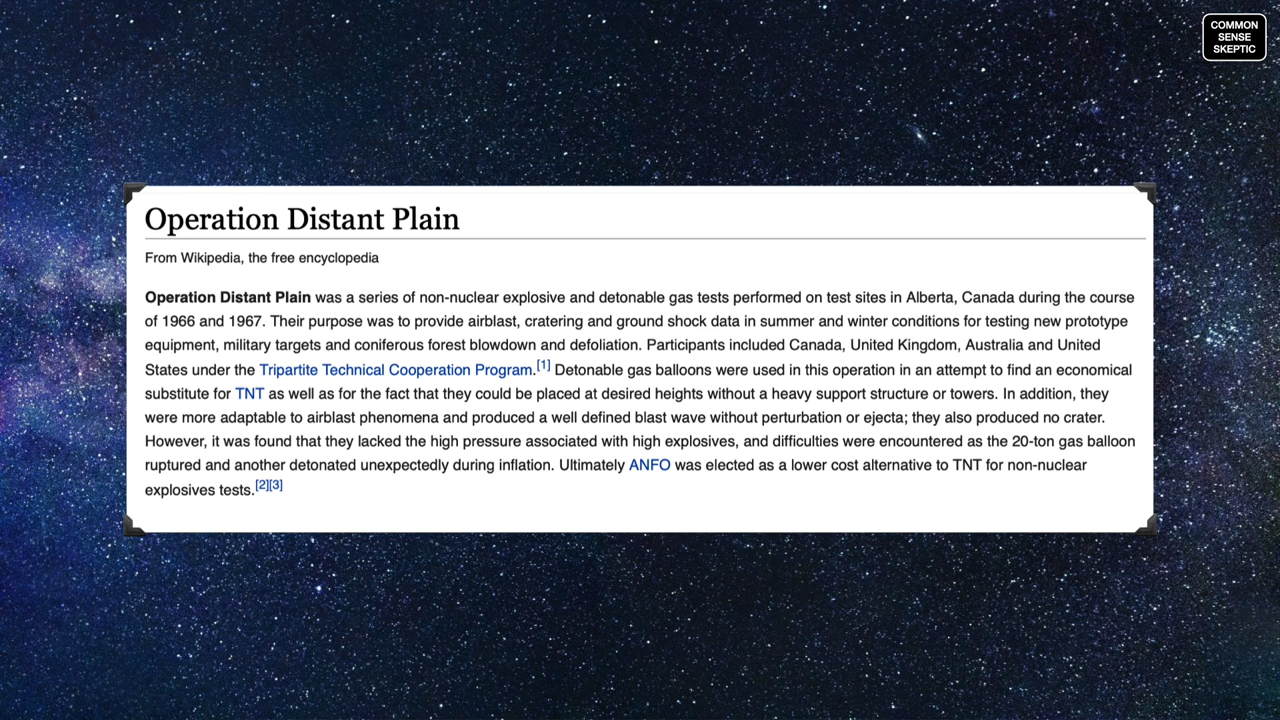 COMMON
SENSE
SKEPTIC
Operation Distant Plain
From Wikipedia, the free encyclopedia
Operation Distant Plain was a series of non-nuclear explosive and detonable gas tests performed on test sites in Alberta, Canada during the course
of 1966 and 1967. Their purpose was to provide airblast, cratering and ground shock data in summer and winter conditions for testing new prototype
equipment, military targets and coniferous forest blowdown and defoliation. Participants included Canada, United Kingdom, Australia and United
States under the Tripartite Technical Cooperation Program.[1] Detonable gas balloons were used in this operation in an attempt to find an economical
substitute for TNT as well as for the fact that they could be placed at desired heights without a heavy support structure or towers. In addition, they
were more adaptable to airblast phenomena and produced a well defined blast wave without perturbation or ejecta; they also produced no crater.
However, it was found that they lacked the high pressure associated with high explosives, and difficulties were encountered as the 20-ton gas balloon
ruptured and another detonated unexpectedly during inflation. Ultimately ANFO was elected as a lower cost alternative to TNT for non-nuclear
explosives tests.[2][3]